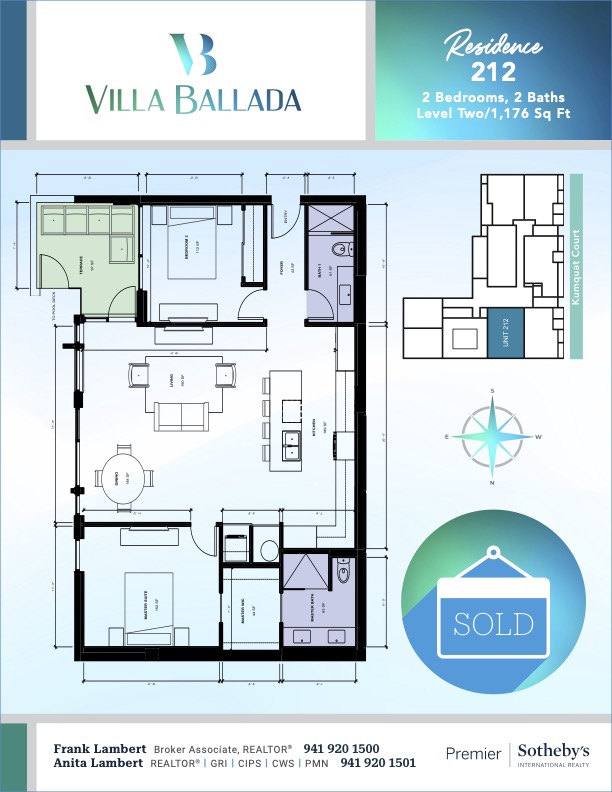 VB
VILLA BALLADA
Residence
212
2 Bedrooms, 2 Baths
Level Two/1,176 Sq Ft
ENTRY
TERRACE
BEDROOM 2
FOYER
BATH 1
TO POOL DECK
LIVING
KITCHEN
DINING
MASTER SUITE
MASTER WIC
MASTER BATH
Kumquat Court
UNIT 212
S
E
W
N
SOLD
Frank Lambert Broker Associate, REALTOR® 941 920 1500
Anita Lambert REALTOR® | GRI | CIPS | CWS | PMN 941 920 1501
Premier | Sotheby's
INTERNATIONAL REALTY